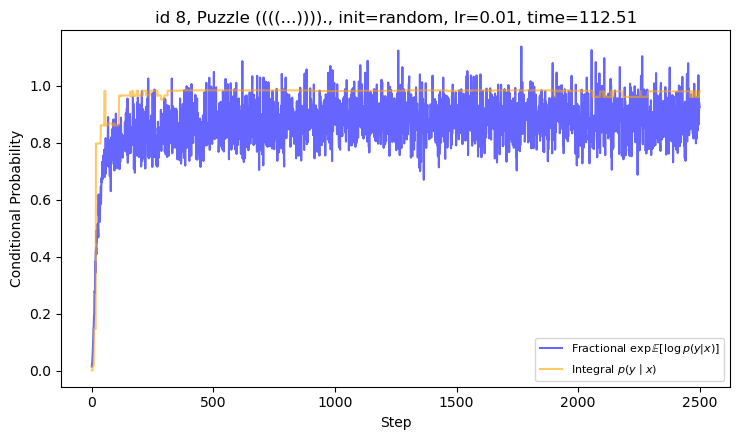 id 8, Puzzle ((((...))))., init=random, lr=0.01, time=112.51
Conditional Probability
1.0
0.8
0.6
0.4
0.2
0.0
0
500
1000
1500
2000
2500
Step
Fractional exp𝔼[log p(y|x)]
Integral p(y | x)